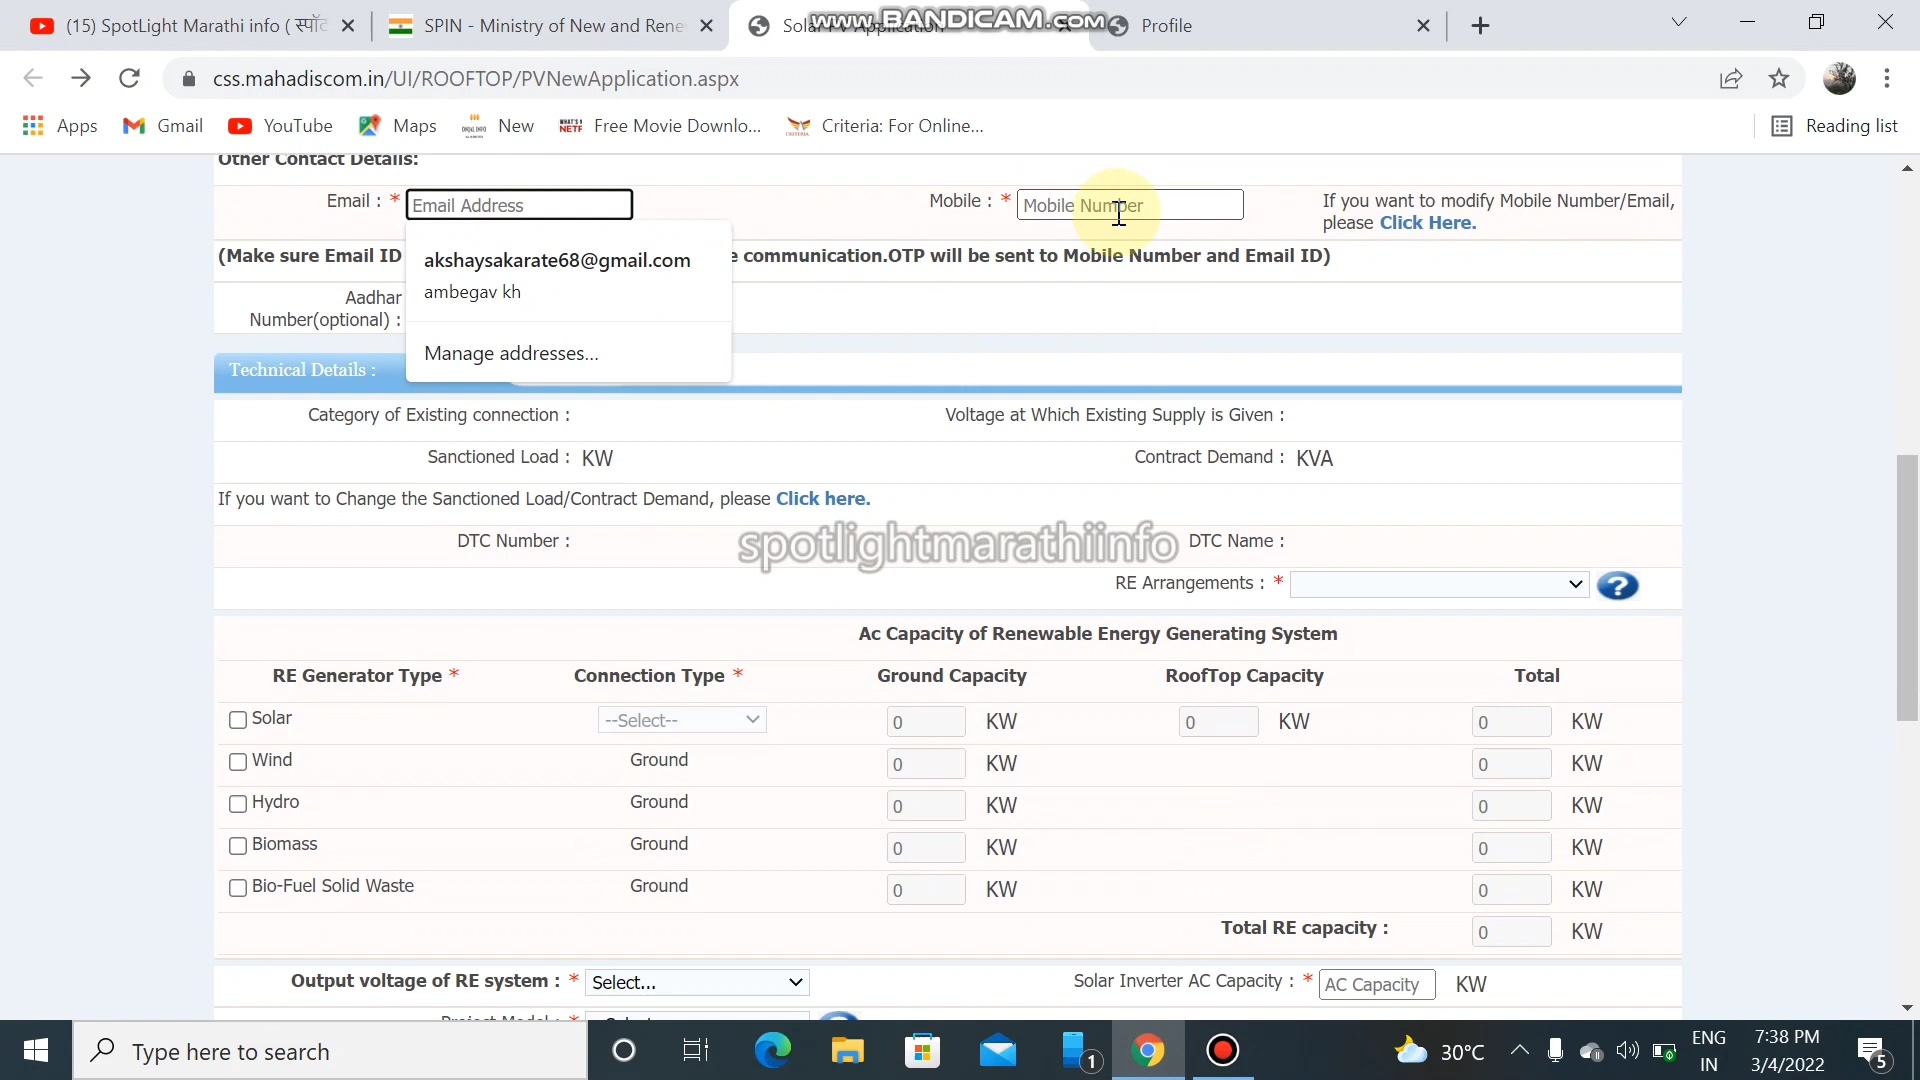 (15) SpotLight Marathi info ( स्पॉट
SPIN - Ministry of New and Rene
Solar PV Application
www.BANDICAM.com
Profile
css.mahadiscom.in/UI/ROOFTOP/PVNewApplication.aspx
Apps
Gmail
YouTube
Maps
New
Free Movie Downlo...
Criteria: For Online...
Reading list
Other Contact Details:
Email : * Email Address
Mobile : * Mobile Number
If you want to modify Mobile Number/Email,
please Click Here.
(Make sure Email ID
e communication.OTP will be sent to Mobile Number and Email ID)
akshaysakarate68@gmail.com
ambegav kh
Manage addresses...
Aadhar
Number(optional) :
Technical Details :
Category of Existing connection :
Voltage at Which Existing Supply is Given :
Sanctioned Load : KW
Contract Demand : KVA
If you want to Change the Sanctioned Load/Contract Demand, please Click here.
DTC Number :
spotlightmarathiinfo
DTC Name :
RE Arrangements : *
?
Ac Capacity of Renewable Energy Generating System
RE Generator Type * Connection Type * Ground Capacity RoofTop Capacity Total
Solar --Select-- 0 KW 0 KW 0 KW
Wind Ground 0 KW 0 KW
Hydro Ground 0 KW 0 KW
Biomass Ground 0 KW 0 KW
Bio-Fuel Solid Waste Ground 0 KW 0 KW
Total RE capacity : 0 KW
Output voltage of RE system : * Select...
Solar Inverter AC Capacity : * AC Capacity KW
Type here to search
1
30°C
ENG
IN
7:38 PM
3/4/2022
5